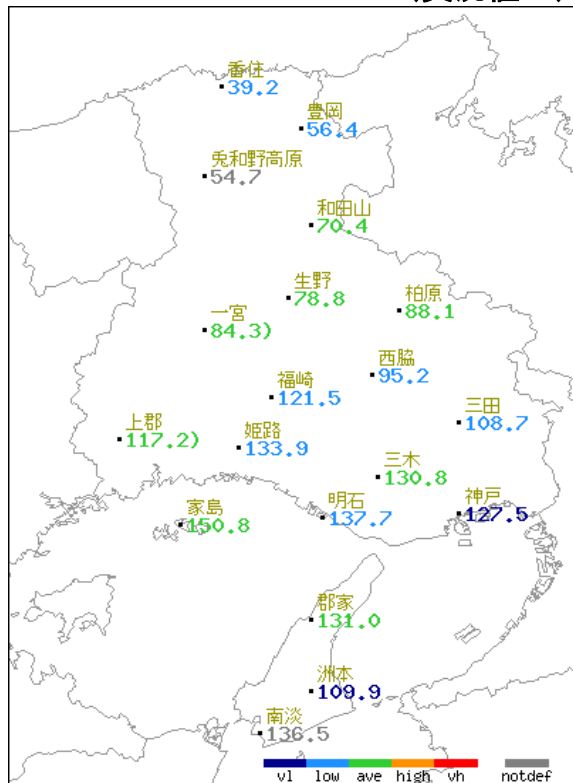 香住
39.2
豊岡
56.4
兎和野高原
54.7
和田山
70.4
生野
78.8
柏原
88.1
一宮
84.3)
西脇
95.2
福崎
121.5
三田
108.7
上郡
117.2)
姫路
133.9
三木
130.8
家島
150.8
明石
137.7
神戸
127.5
郡家
131.0
洲本
109.9
南淡
136.5
vl low ave high vh notdef